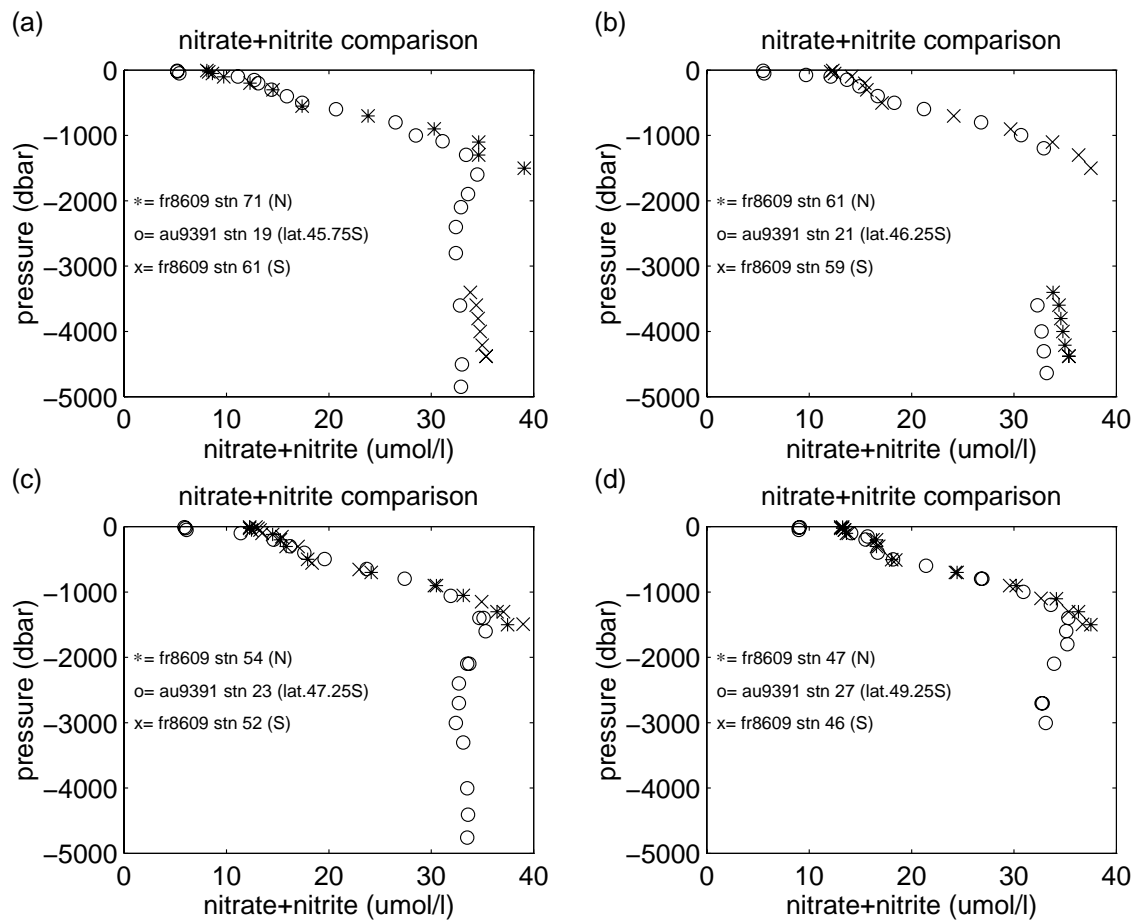 (a)
nitrate+nitrite comparison
0
−1000
−2000
−3000
−4000
−5000
pressure (dbar)
*= fr8609 stn 71 (N)
o= au9391 stn 19 (lat.45.75S)
x= fr8609 stn 61 (S)
0 10 20 30 40
nitrate+nitrite (umol/l)
(b)
nitrate+nitrite comparison
0
−1000
−2000
−3000
−4000
−5000
pressure (dbar)
*= fr8609 stn 61 (N)
o= au9391 stn 21 (lat.46.25S)
x= fr8609 stn 59 (S)
0 10 20 30 40
nitrate+nitrite (umol/l)
(c)
nitrate+nitrite comparison
0
−1000
−2000
−3000
−4000
−5000
pressure (dbar)
*= fr8609 stn 54 (N)
o= au9391 stn 23 (lat.47.25S)
x= fr8609 stn 52 (S)
0 10 20 30 40
nitrate+nitrite (umol/l)
(d)
nitrate+nitrite comparison
0
−1000
−2000
−3000
−4000
−5000
pressure (dbar)
*= fr8609 stn 47 (N)
o= au9391 stn 27 (lat.49.25S)
x= fr8609 stn 46 (S)
0 10 20 30 40
nitrate+nitrite (umol/l)